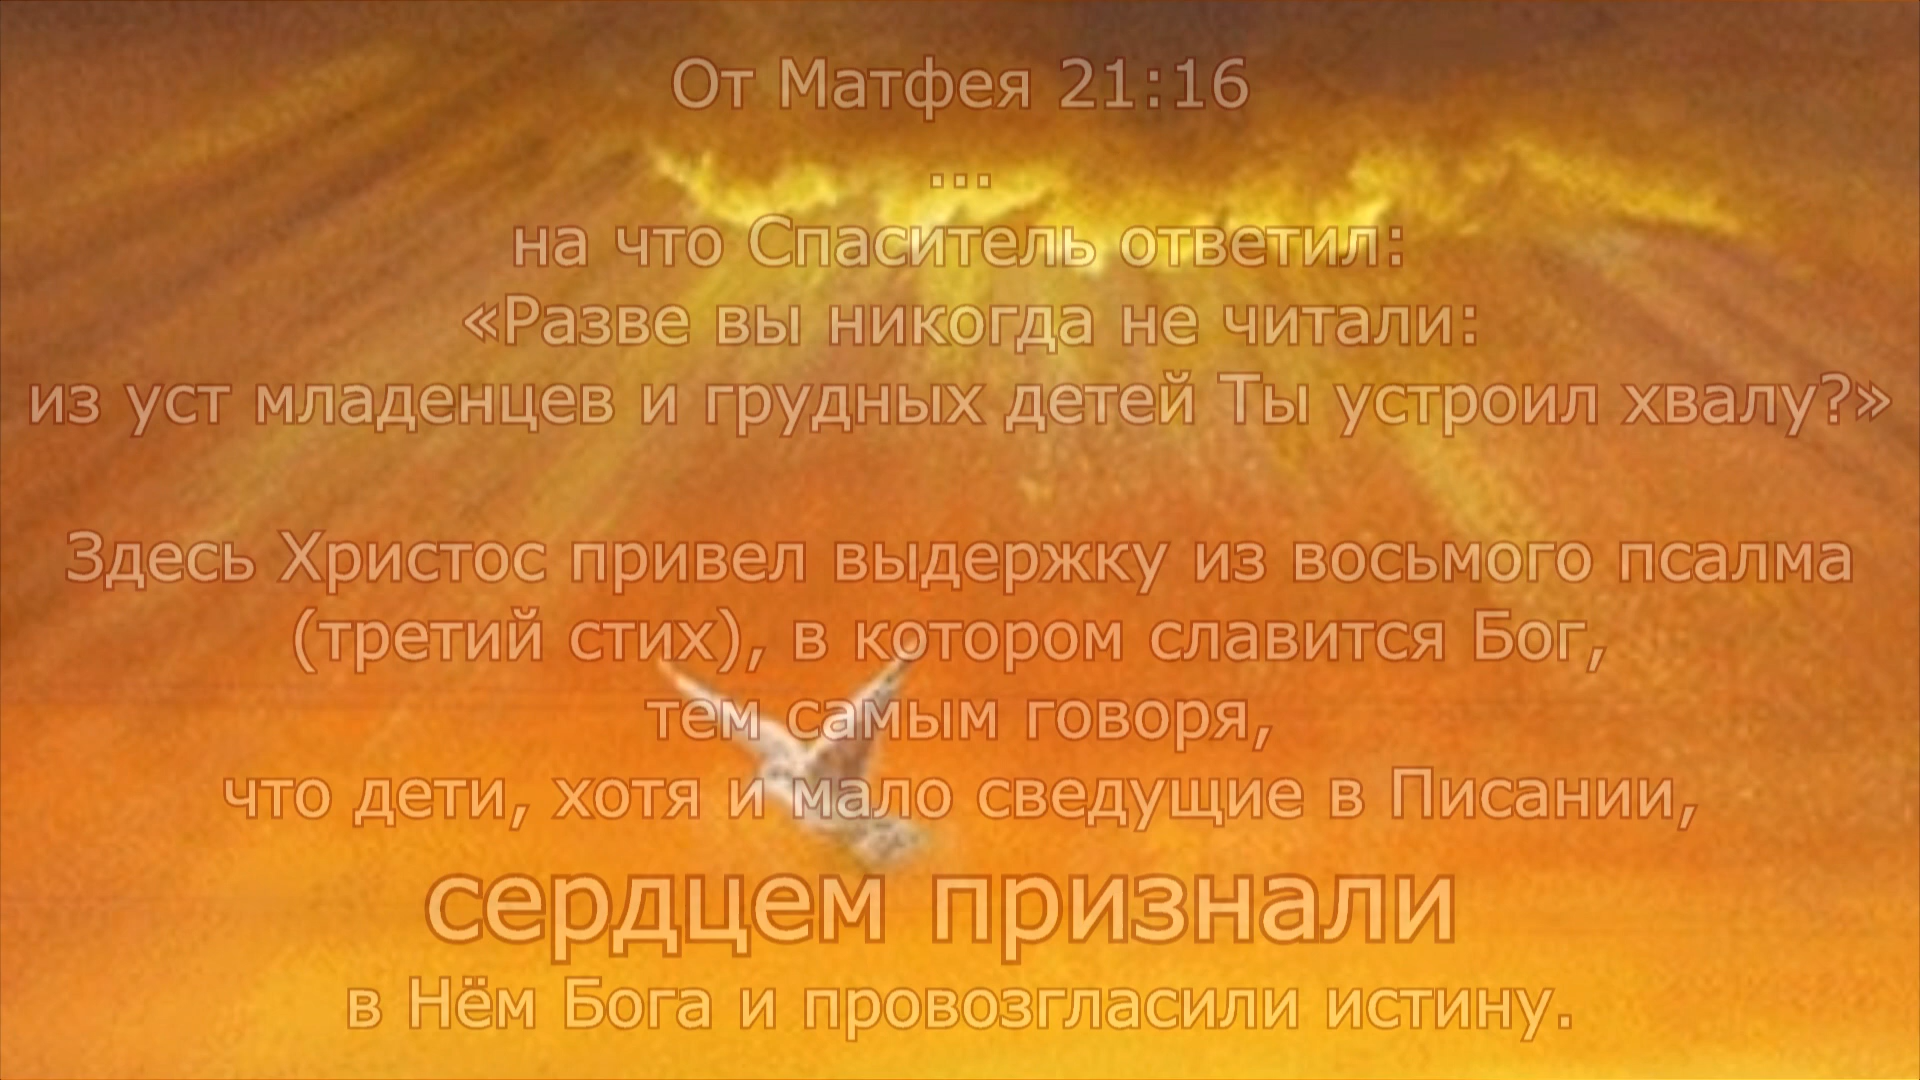 От Матфея 21:16
...
на что Спаситель ответил:
«Разве вы никогда не читали:
из уст младенцев и грудных детей Ты устроил хвалу?»
Здесь Христос привел выдержку из восьмого псалма
(третий стих), в котором славится Бог,
тем самым говоря,
что дети, хотя и мало сведущие в Писании,
сердцем признали
в Нём Бога и провозгласили истину.